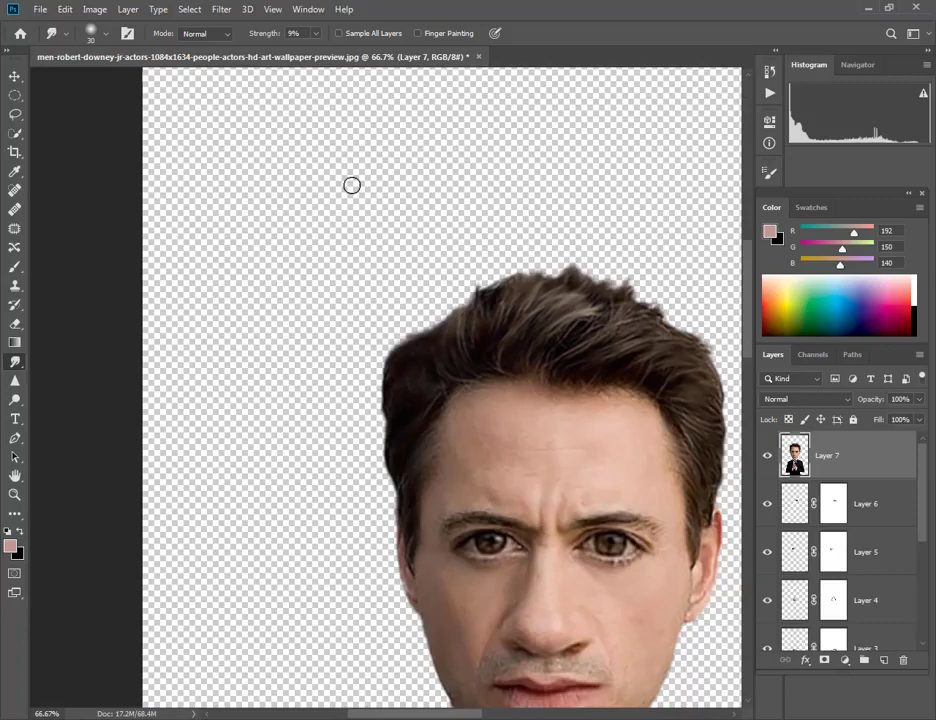 Ps File Edit Image Layer Type Select Filter 3D View Window Help
30 Mode: Normal Strength: 9% Sample All Layers Finger Painting
men-robert-downey-jr-actors-1084x1634-people-actors-hd-art-wallpaper-preview.jpg @ 66.7% (Layer 7, RGB/8#) *
Histogram Navigator
Color Swatches
R 192
G 150
B 140
Layers Channels Paths
Kind
Normal Opacity: 100%
Lock: Fill: 100%
Layer 7
Layer 6
Layer 5
Layer 4
Layer 3
fx
66.67% Doc: 17.2M/68.4M